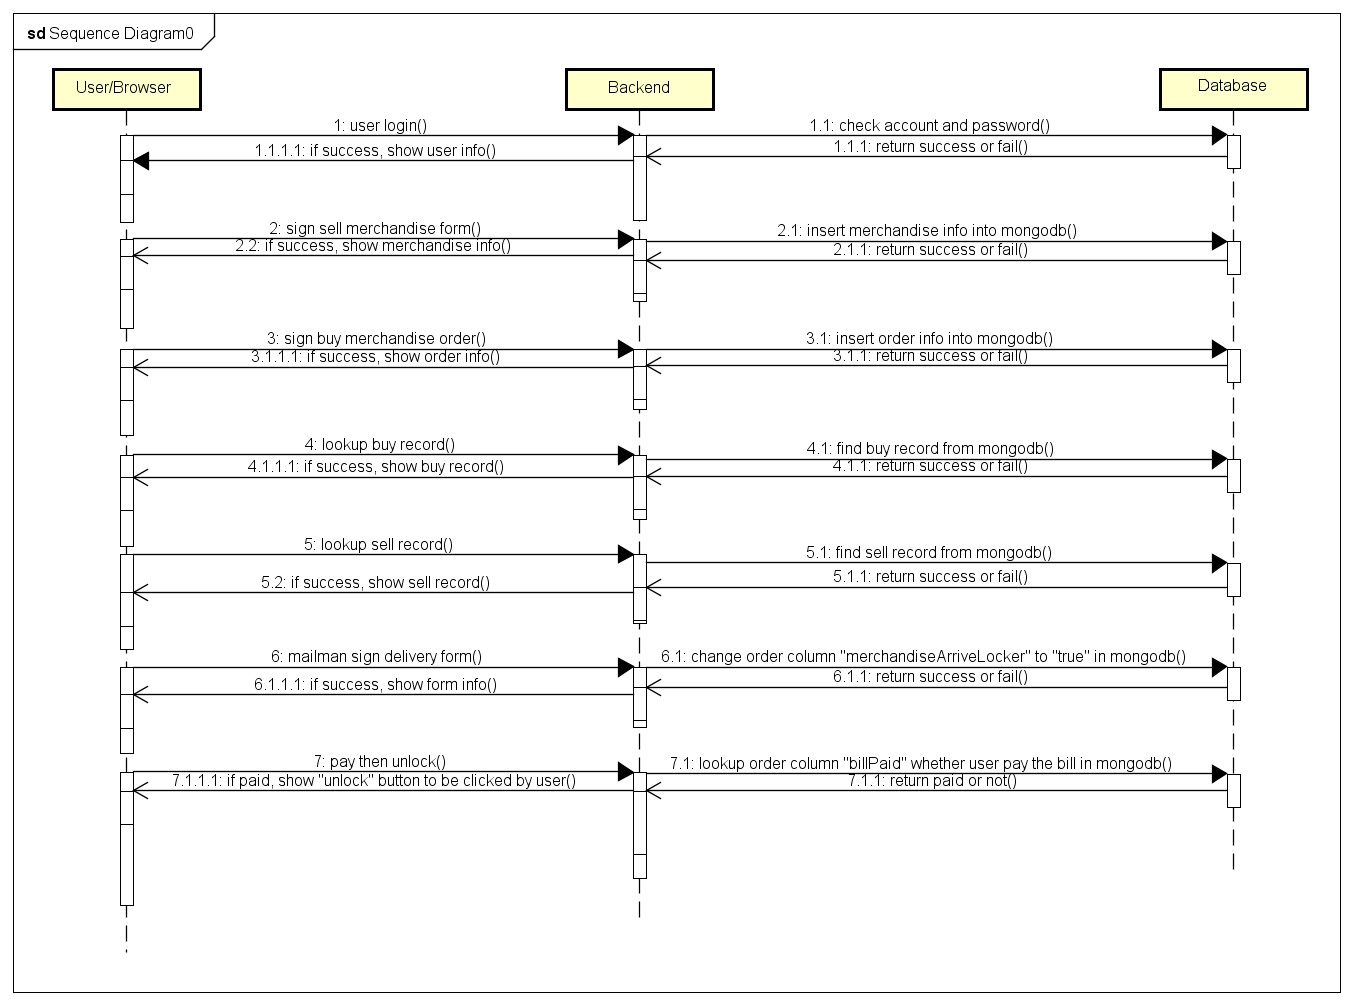 sd Sequence Diagram0
User/Browser
Backend
Database
1: user login()
1.1: check account and password()
1.1.1.1: if success, show user info()
1.1.1: return success or fail()
2: sign sell merchandise form()
2.1: insert merchandise info into mongodb()
2.2: if success, show merchandise info()
2.1.1: return success or fail()
3: sign buy merchandise order()
3.1: insert order info into mongodb()
3.1.1.1: if success, show order info()
3.1.1: return success or fail()
4: lookup buy record()
4.1: find buy record from mongodb()
4.1.1.1: if success, show buy record()
4.1.1: return success or fail()
5: lookup sell record()
5.1: find sell record from mongodb()
5.2: if success, show sell record()
5.1.1: return success or fail()
6: mailman sign delivery form()
6.1: change order column "merchandiseArriveLocker" to "true" in mongodb()
6.1.1.1: if success, show form info()
6.1.1: return success or fail()
7: pay then unlock()
7.1: lookup order column "billPaid" whether user pay the bill in mongodb()
7.1.1.1: if paid, show "unlock" button to be clicked by user()
7.1.1: return paid or not()